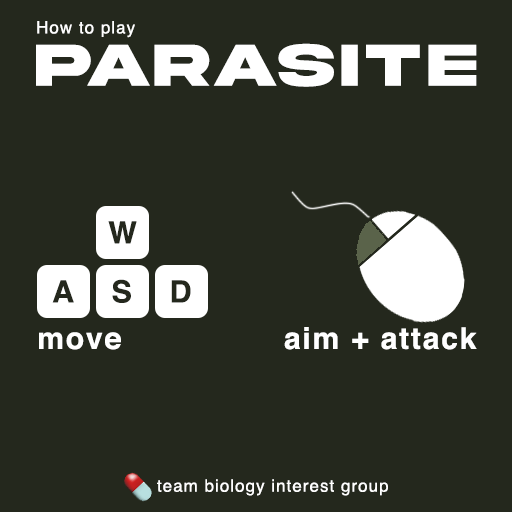 How to play
PARASITE
W
A S D
move
aim + attack
team biology interest group